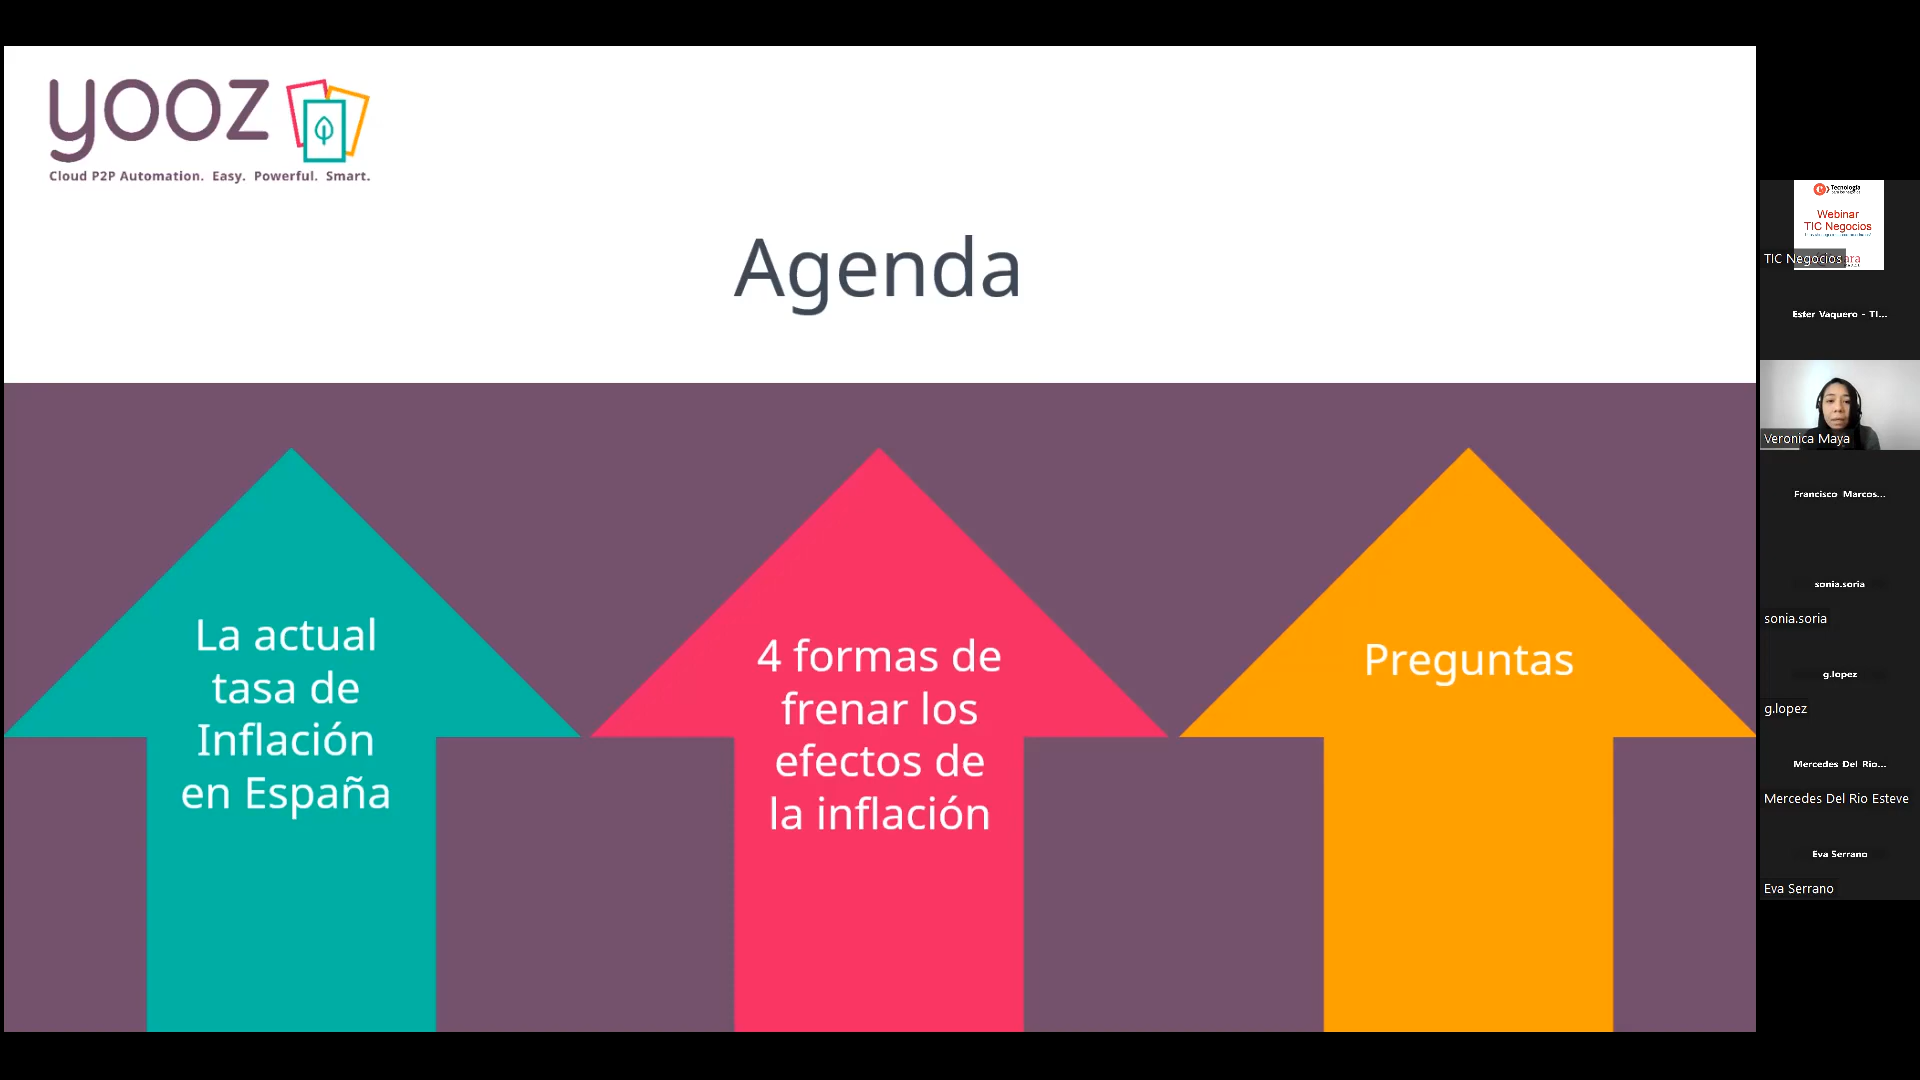 yooz
Cloud P2P Automation. Easy. Powerful. Smart.
Agenda
La actual
tasa de
Inflación
en España
4 formas de
frenar los
efectos de
la inflación
Preguntas
Tecnología
Webinar
TIC Negocios
TIC Negocios
Ester Vaquero - TI...
Veronica Maya
Francisco Marcos...
sonia.soria
sonia.soria
g.lopez
g.lopez
Mercedes Del Rio...
Mercedes Del Rio Esteve
Eva Serrano
Eva Serrano